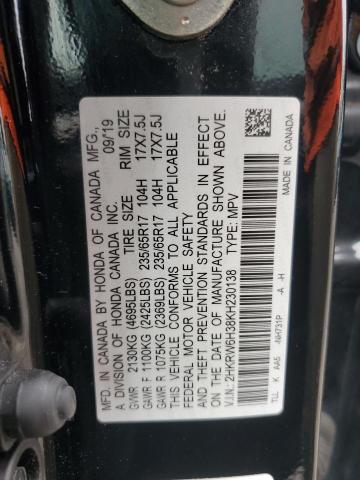 MFD. IN CANADA BY HONDA OF CANADA MFG.,
A DIVISION OF HONDA CANADA INC. 09/19
TIRE SIZE RIM SIZE
GVWR 2130KG (4695LBS)
GAWR F 1100KG (2425LBS) 235/65R17 104H 17X7.5J
GAWR R 1075KG (2369LBS) 235/65R17 104H 17X7.5J
THIS VEHICLE CONFORMS TO ALL APPLICABLE
FEDERAL MOTOR VEHICLE SAFETY
AND THEFT PREVENTION STANDARDS IN EFFECT
ON THE DATE OF MANUFACTURE SHOWN ABOVE.
V.I.N.: 2HKRW6H38KH230138 TYPE: MPV
TLL K AA5 -NH731P -A -H
MADE IN CANADA